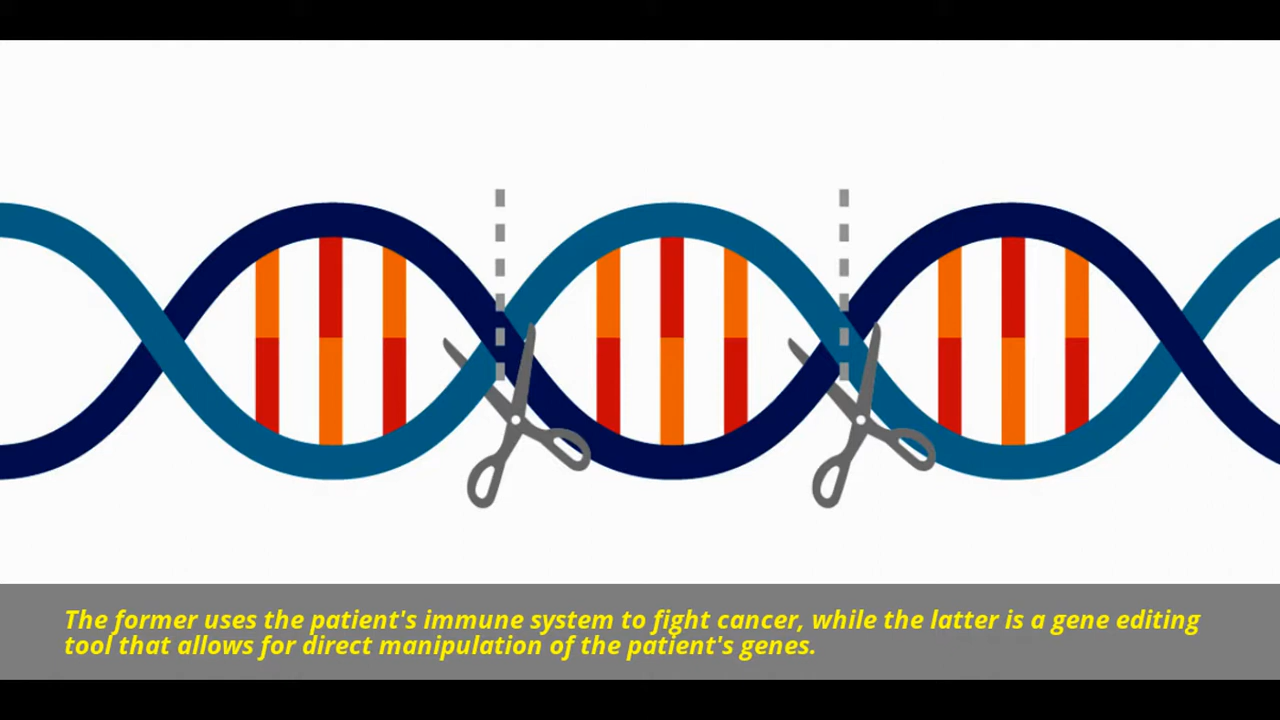 The former uses the patient's immune system to fight cancer, while the latter is a gene editing
tool that allows for direct manipulation of the patient's genes.